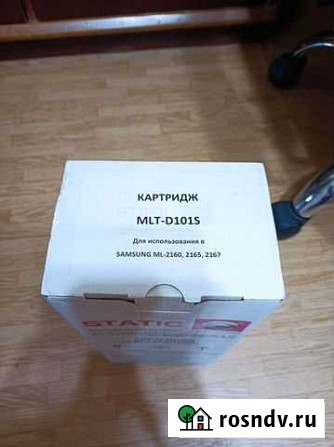 КАРТРИДЖ
MLT-D101S
Для использования в
SAMSUNG ML-2160, 2165, 2167
STATIC
rosndv.ru